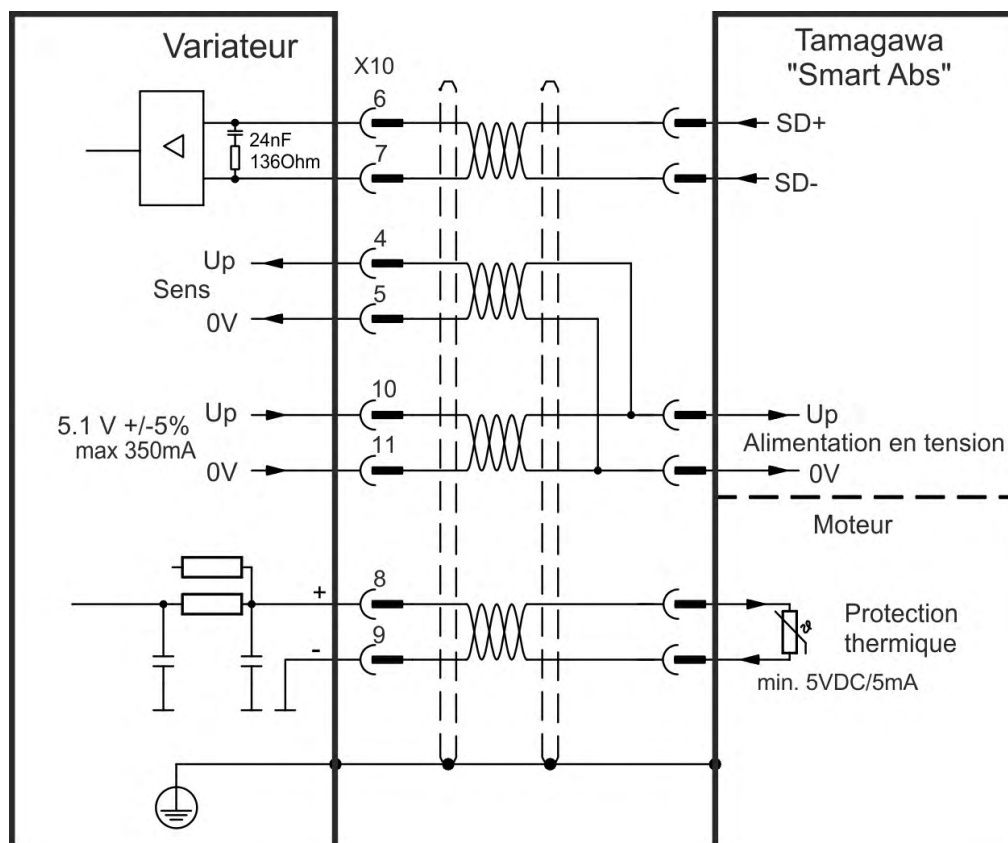 Variateur
X10
Tamagawa
"Smart Abs"
6
SD+
24nF
136Ohm
7
SD-
4
Up
Sens
5
0V
10
Up
5.1 V +/-5%
max 350mA
11
0V
Up
Alimentation en tension
0V
Moteur
8
+
9
-
Protection
thermique
min. 5VDC/5mA